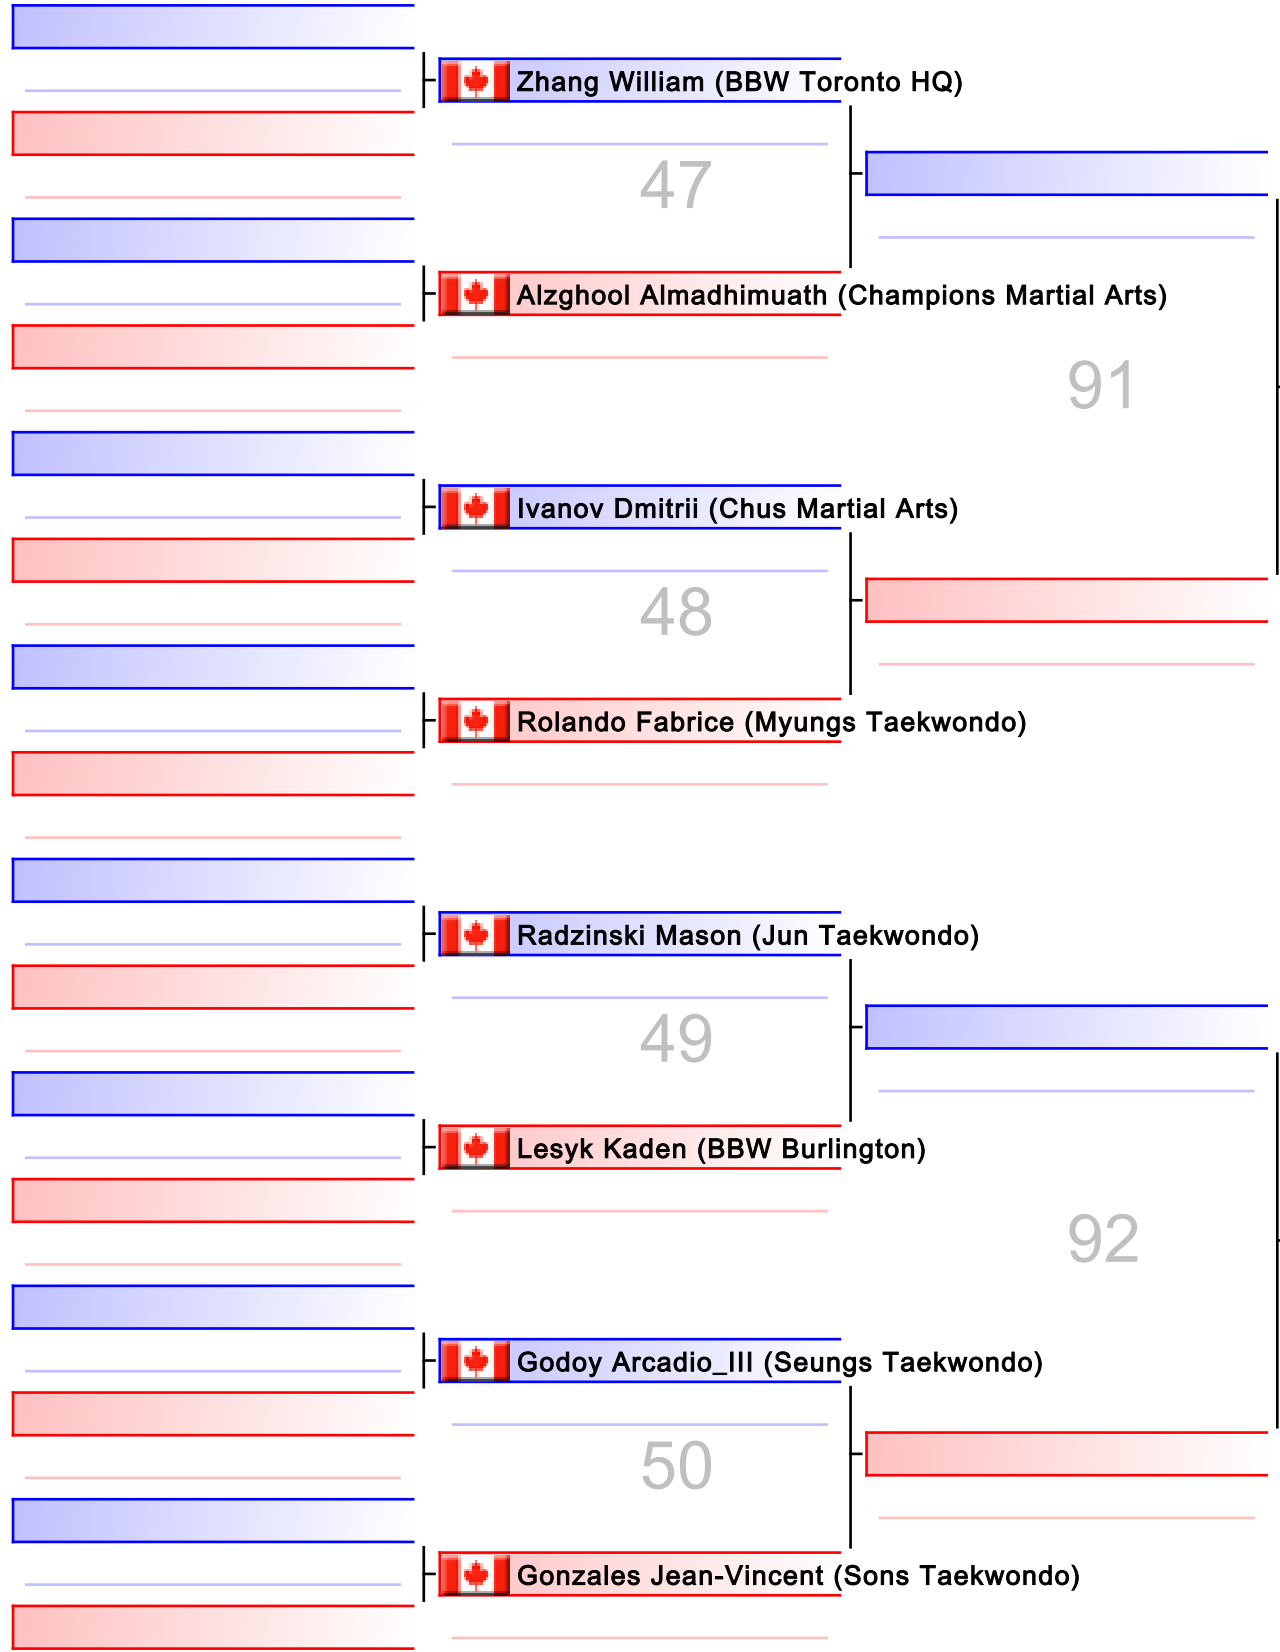 Zhang William (BBW Toronto HQ)
47
Alzghool Almadhimuath (Champions Martial Arts)
91
Ivanov Dmitrii (Chus Martial Arts)
48
Rolando Fabrice (Myungs Taekwondo)
Radzinski Mason (Jun Taekwondo)
49
Lesyk Kaden (BBW Burlington)
92
Godoy Arcadio_III (Seungs Taekwondo)
50
Gonzales Jean-Vincent (Sons Taekwondo)